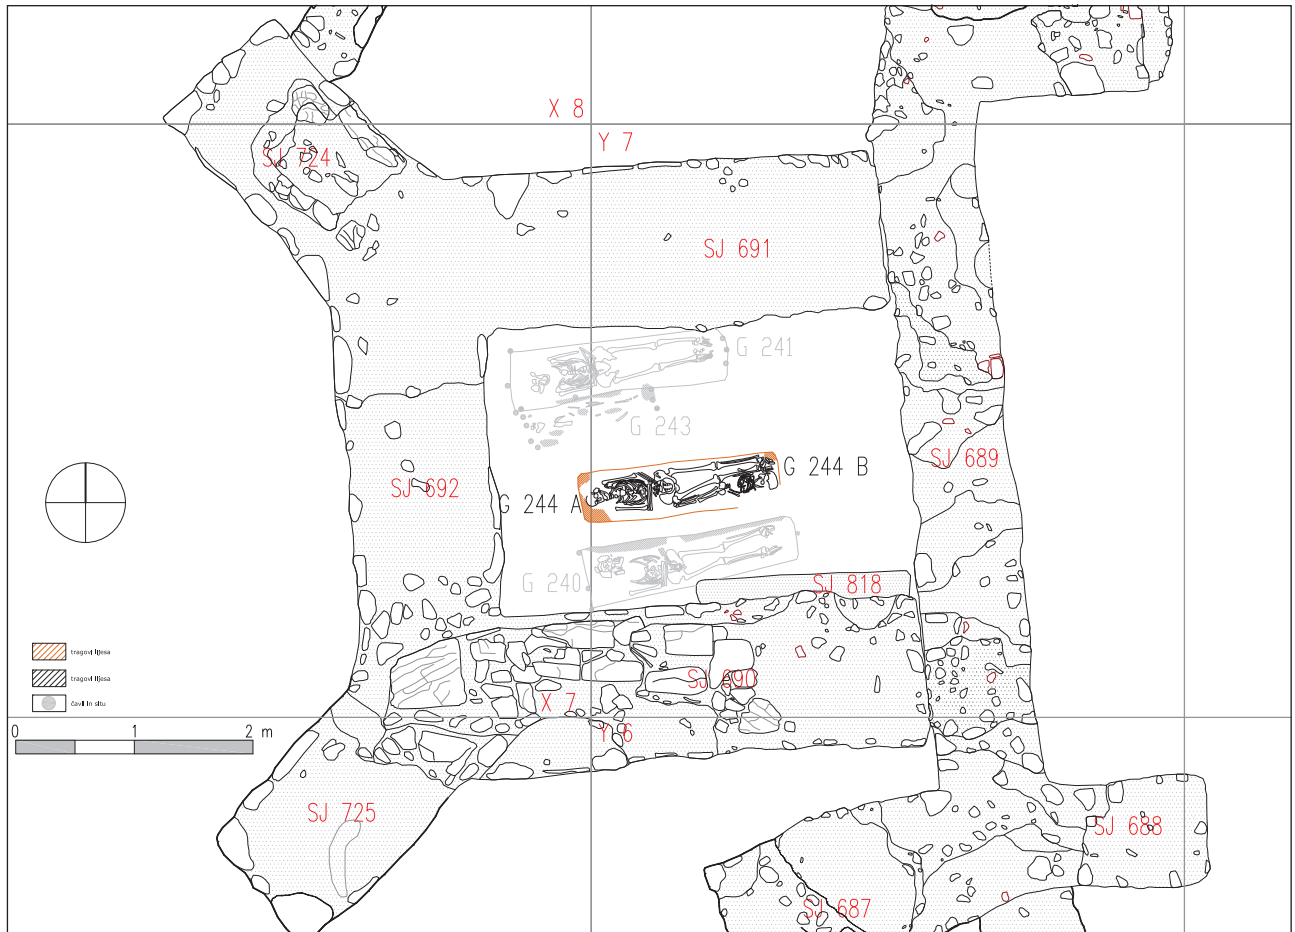 X 8
Y 7
SJ 724
SJ 691
G 241
G 243
SJ 689
G 244 B
SJ 692
G 244 A
G 240
SJ 818
tragovi lijesa
tragovi lijesa
čavli in situ
SJ 690
X 7
Y 6
0 1 2 m
SJ 725
SJ 688
SJ 687